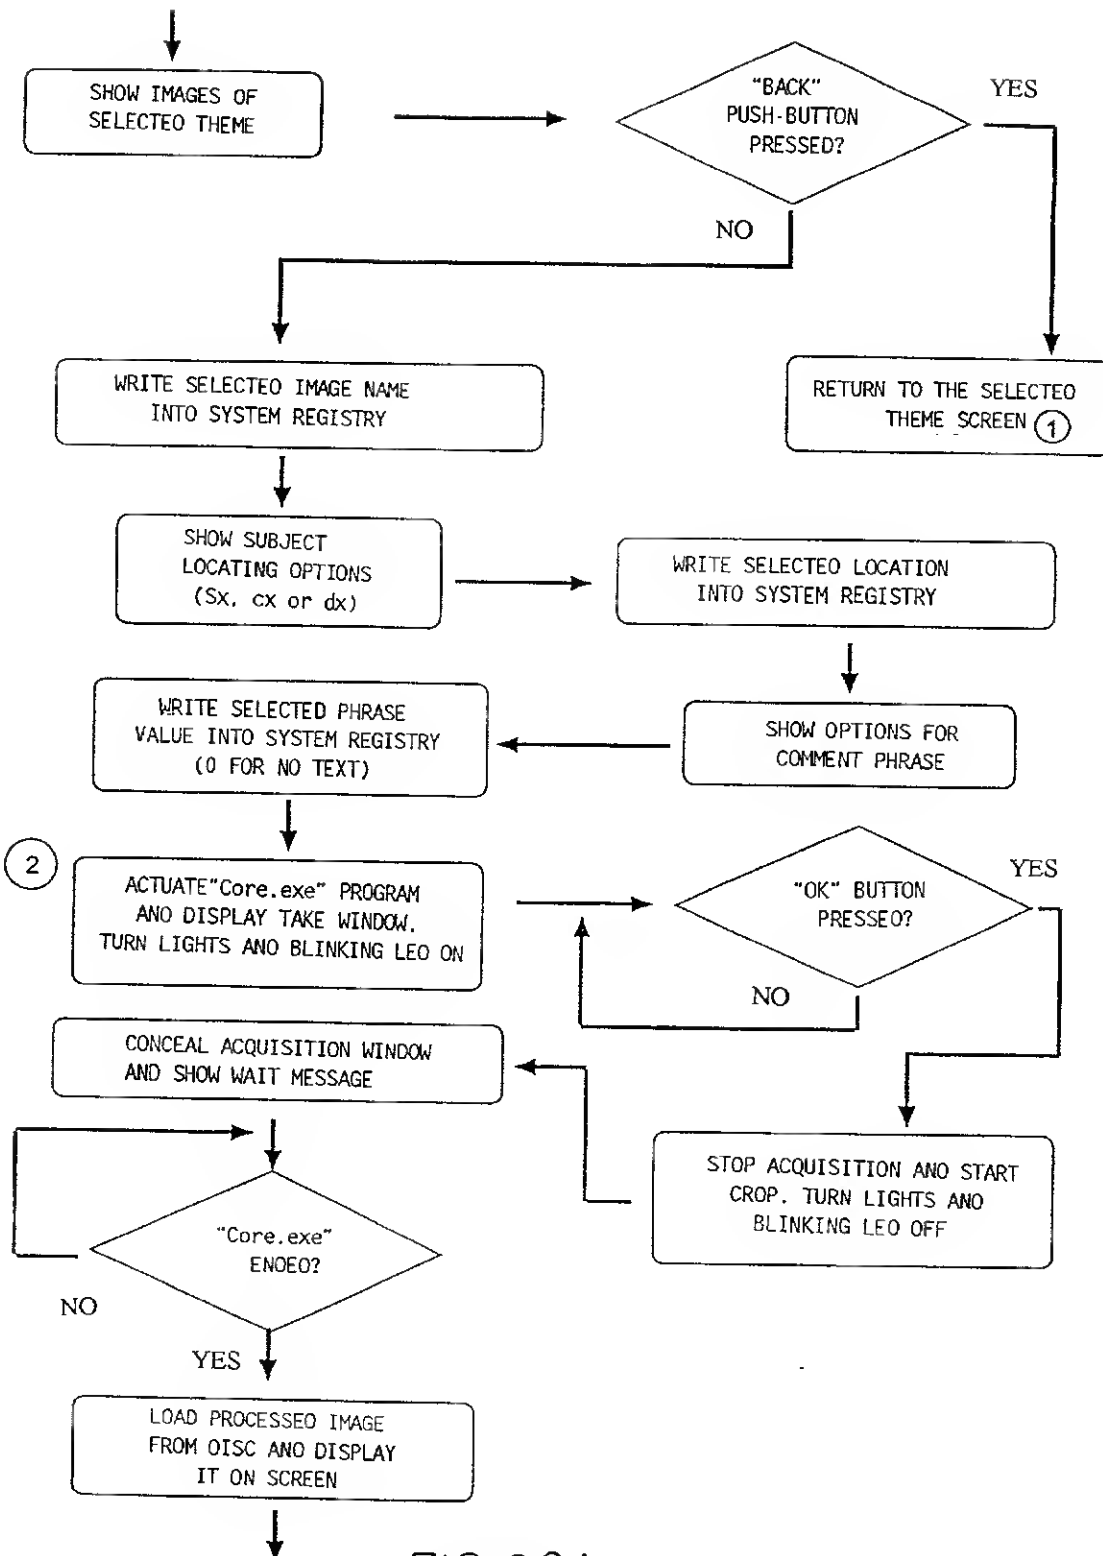 SHOW IMAGES OF
SELECTEO THEME
"BACK"
PUSH-BUTTON
PRESSED?
YES
NO
WRITE SELECTEO IMAGE NAME
INTO SYSTEM REGISTRY
RETURN TO THE SELECTEO
THEME SCREEN 1
SHOW SUBJECT
LOCATING OPTIONS
(Sx, cx or dx)
WRITE SELECTEO LOCATION
INTO SYSTEM REGISTRY
SHOW OPTIONS FOR
COMMENT PHRASE
WRITE SELECTED PHRASE
VALUE INTO SYSTEM REGISTRY
(0 FOR NO TEXT)
2
ACTUATE"Core.exe" PROGRAM
ANO DISPLAY TAKE WINDOW.
TURN LIGHTS ANO BLINKING LEO ON
"OK" BUTTON
PRESSEO?
YES
NO
STOP ACQUISITION ANO START
CROP. TURN LIGHTS ANO
BLINKING LEO OFF
CONCEAL ACQUISITION WINDOW
AND SHOW WAIT MESSAGE
"Core.exe"
ENOEO?
NO
YES
LOAD PROCESSEO IMAGE
FROM OISC ANO DISPLAY
IT ON SCREEN